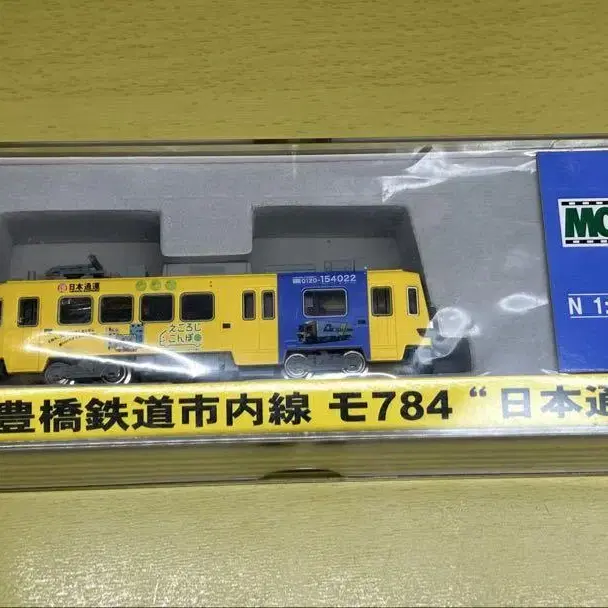 MO
N 1:
日本通運
0120-154022
えころじ
こんぽ
豊橋鉄道市内線 モ784 “日本通